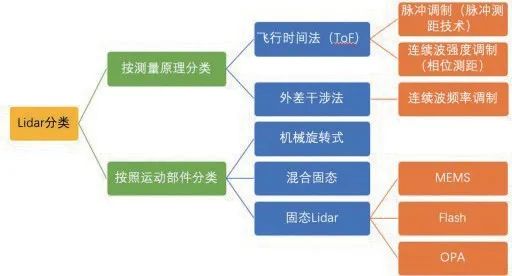 Lidar分类
按测量原理分类
飞行时间法（ToF）
脉冲调制（脉冲测
距技术）
连续波强度调制
（相位测距）
外差干涉法
连续波频率调制
按照运动部件分类
机械旋转式
混合固态
固态Lidar
MEMS
Flash
OPA